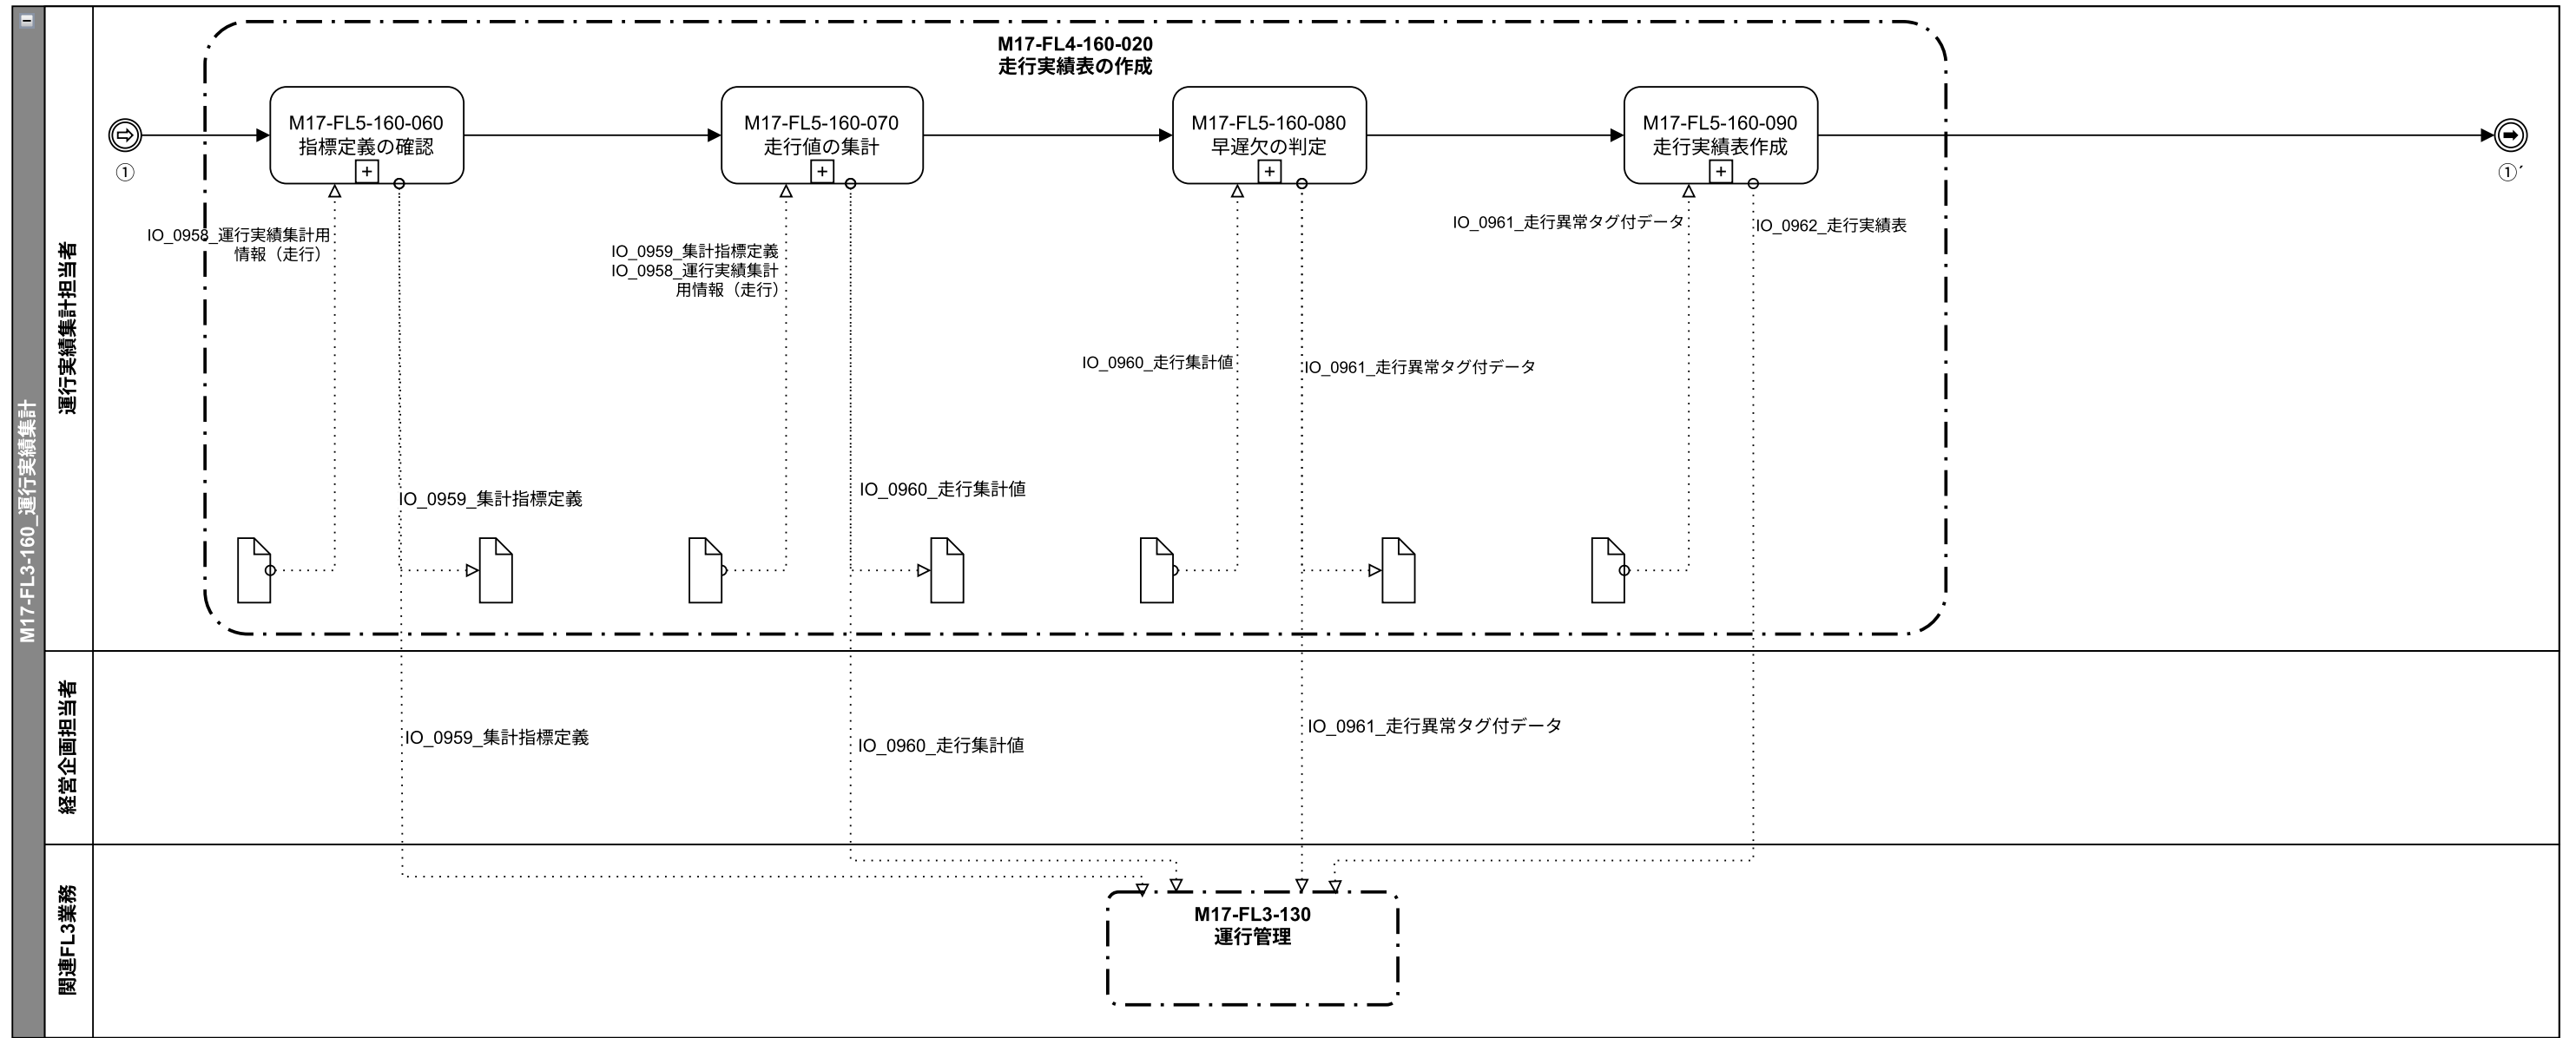 M17-FL3-160_運行実績集計
運行実績集計担当者
M17-FL4-160-020
走行実績表の作成
①
M17-FL5-160-060
指標定義の確認
M17-FL5-160-070
走行値の集計
M17-FL5-160-080
早遅欠の判定
M17-FL5-160-090
走行実績表作成
①´
IO_0958_運行実績集計用
情報（走行）
IO_0959_集計指標定義
IO_0959_集計指標定義
IO_0958_運行実績集計
用情報（走行）
IO_0960_走行集計値
IO_0960_走行集計値
IO_0961_走行異常タグ付データ
IO_0961_走行異常タグ付データ
IO_0962_走行実績表
経営企画担当者
IO_0959_集計指標定義
IO_0960_走行集計値
IO_0961_走行異常タグ付データ
関連FL3業務
M17-FL3-130
運行管理